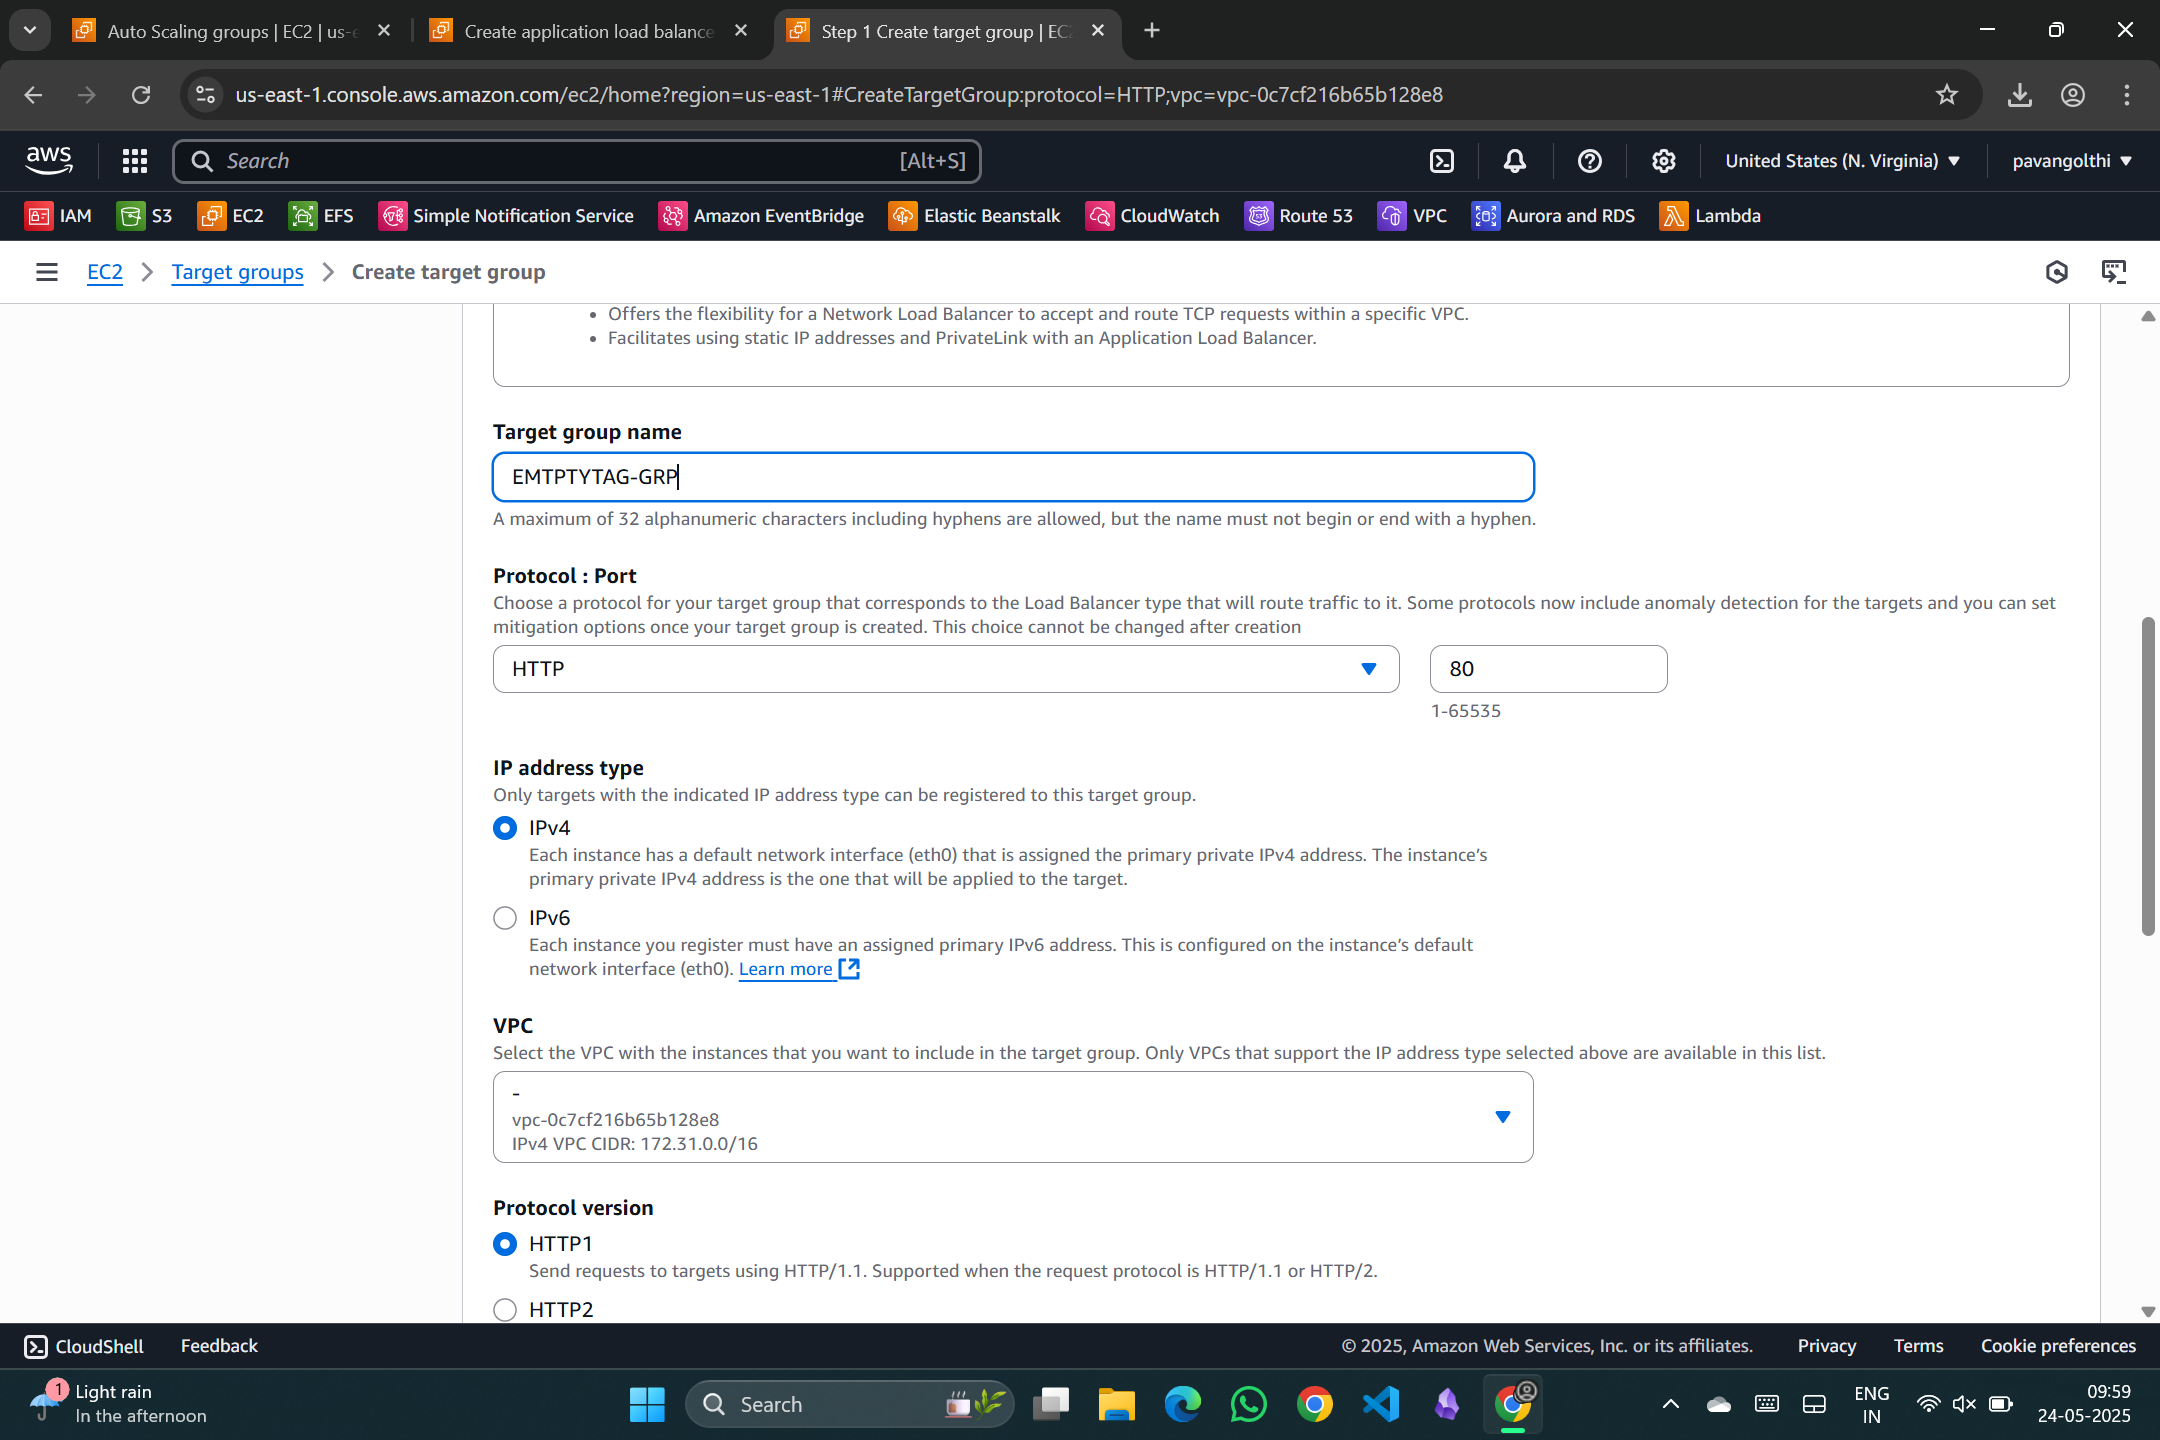 Auto Scaling groups | EC2 | us-e
Create application load balance
Step 1 Create target group | EC
us-east-1.console.aws.amazon.com/ec2/home?region=us-east-1#CreateTargetGroup:protocol=HTTP;vpc=vpc-0c7cf216b65b128e8
aws
Search
[Alt+S]
United States (N. Virginia)
pavangolthi
IAM
S3
EC2
EFS
Simple Notification Service
Amazon EventBridge
Elastic Beanstalk
CloudWatch
Route 53
VPC
Aurora and RDS
Lambda
EC2
Target groups
Create target group
Offers the flexibility for a Network Load Balancer to accept and route TCP requests within a specific VPC.
Facilitates using static IP addresses and PrivateLink with an Application Load Balancer.
Target group name
EMTPTYTAG-GRP
A maximum of 32 alphanumeric characters including hyphens are allowed, but the name must not begin or end with a hyphen.
Protocol : Port
Choose a protocol for your target group that corresponds to the Load Balancer type that will route traffic to it. Some protocols now include anomaly detection for the targets and you can set
mitigation options once your target group is created. This choice cannot be changed after creation
HTTP
80
1-65535
IP address type
Only targets with the indicated IP address type can be registered to this target group.
IPv4
Each instance has a default network interface (eth0) that is assigned the primary private IPv4 address. The instance's
primary private IPv4 address is the one that will be applied to the target.
IPv6
Each instance you register must have an assigned primary IPv6 address. This is configured on the instance's default
network interface (eth0). Learn more
VPC
Select the VPC with the instances that you want to include in the target group. Only VPCs that support the IP address type selected above are available in this list.
-
vpc-0c7cf216b65b128e8
IPv4 VPC CIDR: 172.31.0.0/16
Protocol version
HTTP1
Send requests to targets using HTTP/1.1. Supported when the request protocol is HTTP/1.1 or HTTP/2.
HTTP2
CloudShell
Feedback
© 2025, Amazon Web Services, Inc. or its affiliates.
Privacy
Terms
Cookie preferences
1
Light rain
In the afternoon
Search
ENG
IN
09:59
24-05-2025